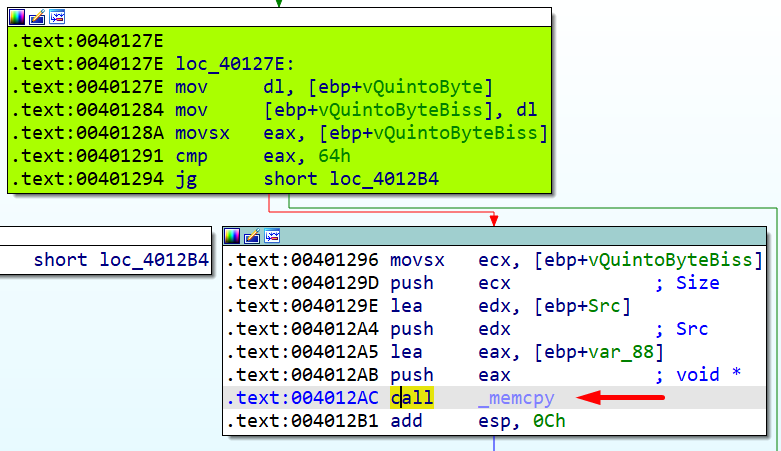 .text:0040127E
.text:0040127E loc_40127E:
.text:0040127E mov dl, [ebp+vQuintoByte]
.text:00401284 mov [ebp+vQuintoByteBiss], dl
.text:0040128A movsx eax, [ebp+vQuintoByteBiss]
.text:00401291 cmp eax, 64h
.text:00401294 jg short loc_4012B4
short loc_4012B4
.text:00401296 movsx ecx, [ebp+vQuintoByteBiss]
.text:0040129D push ecx ; Size
.text:0040129E lea edx, [ebp+Src]
.text:004012A4 push edx ; Src
.text:004012A5 lea eax, [ebp+var_88]
.text:004012AB push eax ; void *
.text:004012AC call _memcpy
.text:004012B1 add esp, 0Ch